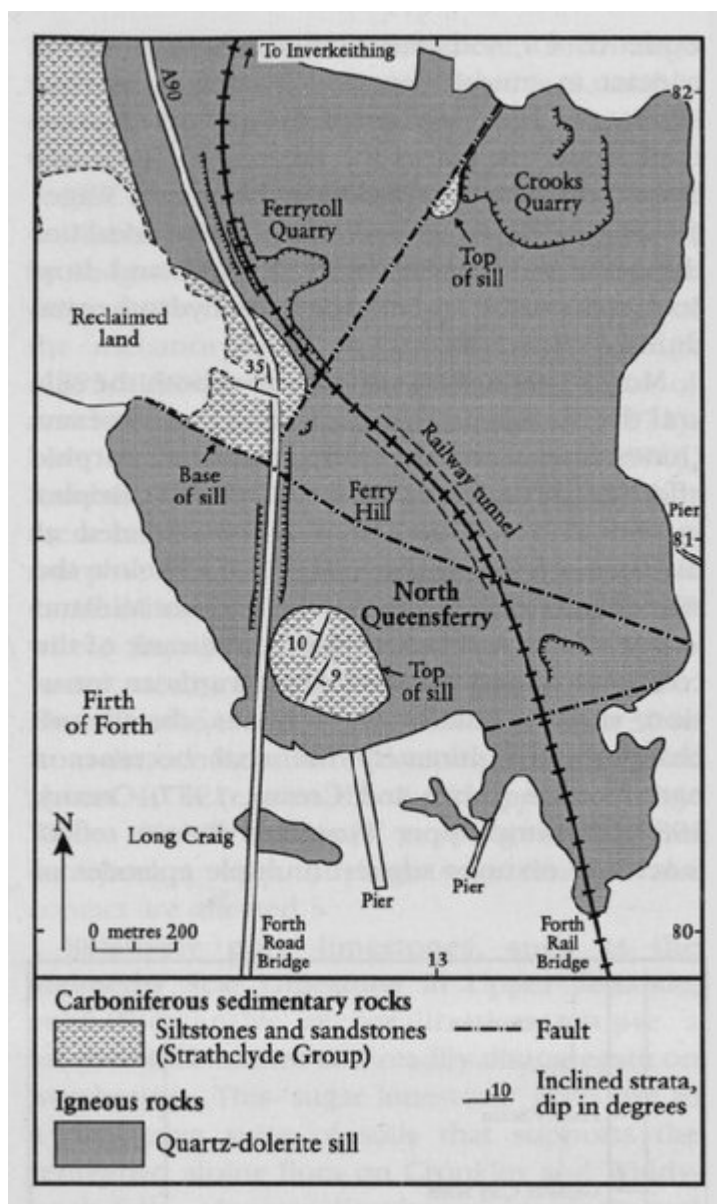 To Inverkeithing
A90
82
Crooks
Quarry
Ferrytoll
Quarry
Top
of sill
Reclaimed
land
35
Railway tunnel
Base
of sill
Ferry
Hill
Pier
81
North
Queensferry
10
9
Top
of sill
Firth
of Forth
N
Long Craig
Pier
Pier
0 metres 200
Forth
Road
Bridge
13
Forth
Rail
Bridge
80
Carboniferous sedimentary rocks
Siltstones and sandstones
(Strathclyde Group)
Fault
10
Inclined strata,
dip in degrees
Igneous rocks
Quartz-dolerite sill